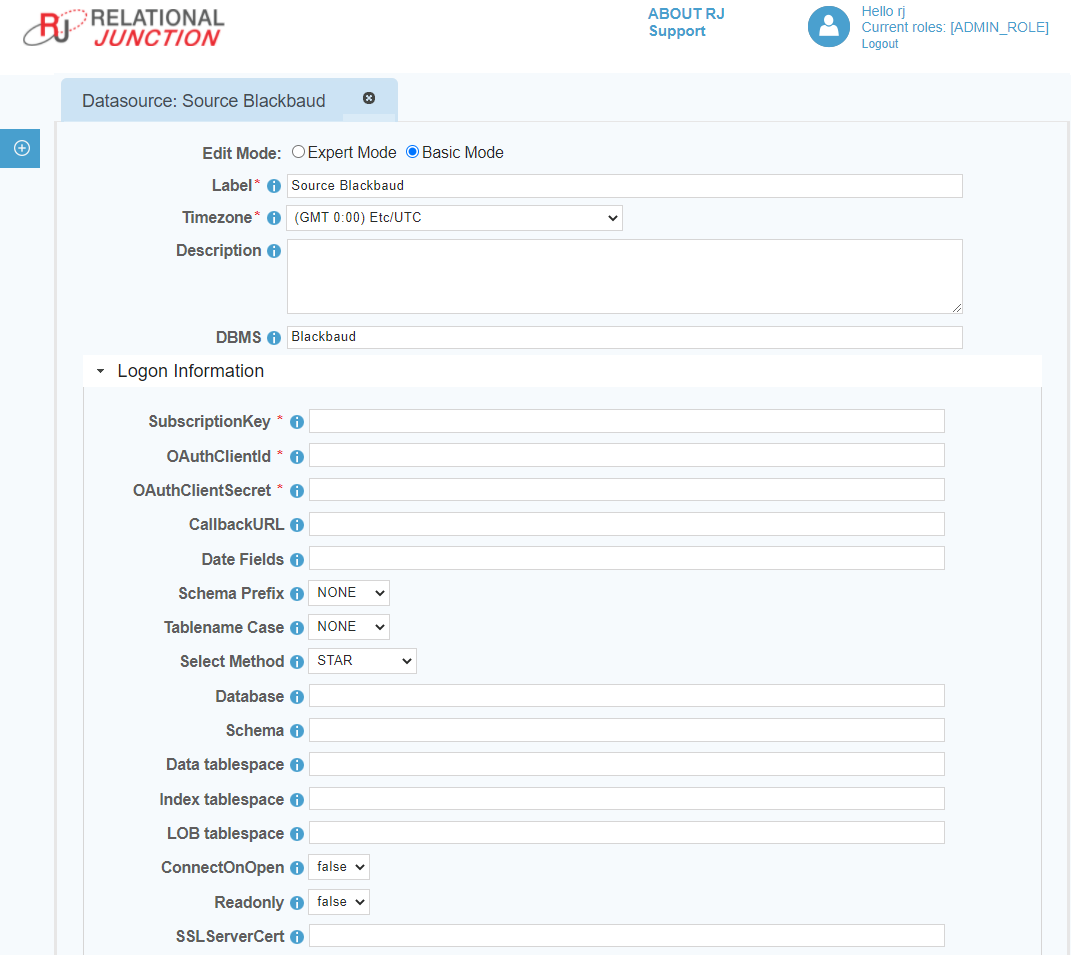 RJ RELATIONAL JUNCTION
ABOUT RJ
Support
Hello rj
Current roles: [ADMIN_ROLE]
Logout
Datasource: Source Blackbaud
Edit Mode: Expert Mode Basic Mode
Label* Source Blackbaud
Timezone* (GMT 0:00) Etc/UTC
Description
DBMS Blackbaud
Logon Information
SubscriptionKey *
OAuthClientId *
OAuthClientSecret *
CallbackURL
Date Fields
Schema Prefix NONE
Tablename Case NONE
Select Method STAR
Database
Schema
Data tablespace
Index tablespace
LOB tablespace
ConnectOnOpen false
Readonly false
SSLServerCert